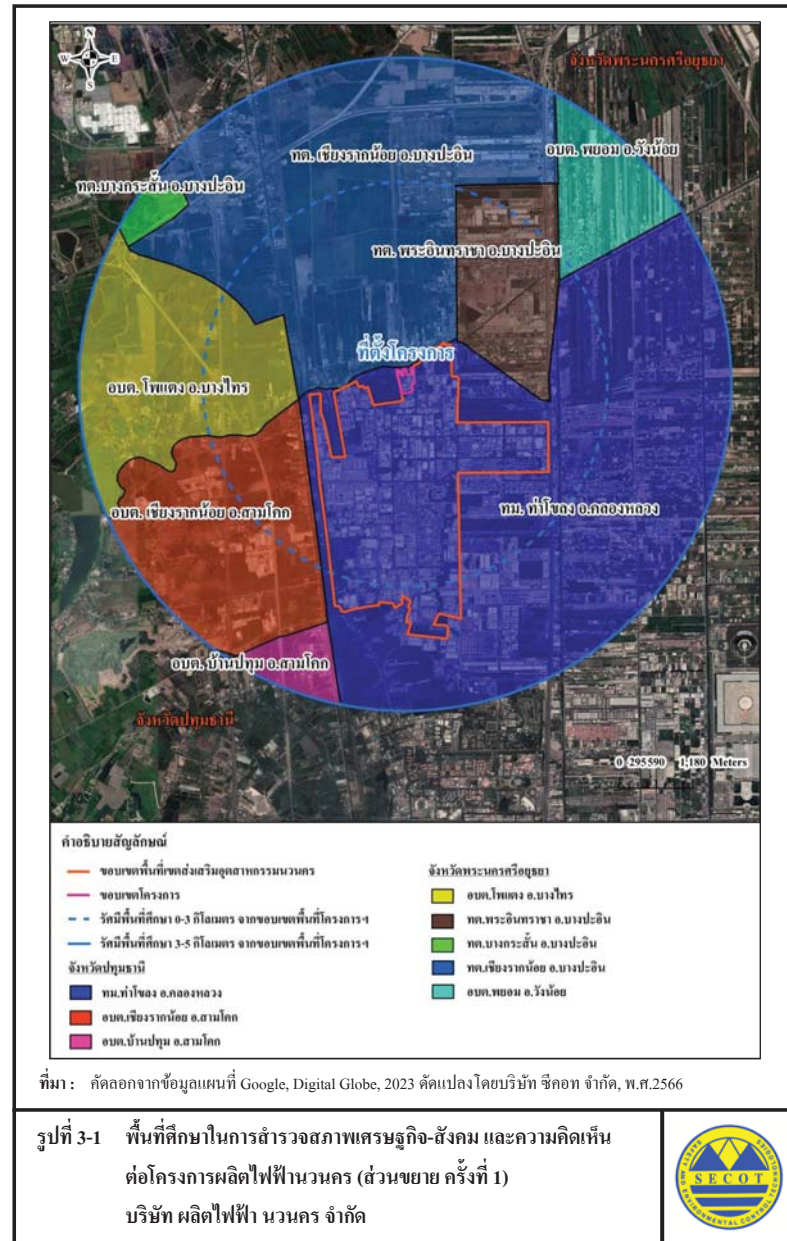 N
W E
S
จังหวัดพระนครศรีอยุธยา
ทต. เชียงรากน้อย อ.บางปะอิน
อบต. พยอม อ.วังน้อย
ทต.บางกระสั้น อ.บางปะอิน
ทต. พระอินทราชา อ.บางปะอิน
ที่ตั้งโครงการ
อบต. โพแตง อ.บางไทร
อบต. เชียงรากน้อย อ.สามโคก
ทม. ท่าโขลง อ.คลองหลวง
อบต. บ้านปทุม อ.สามโคก
จังหวัดปทุมธานี
0 295590 1,180 Meters
คำอธิบายสัญลักษณ์
ขอบเขตพื้นที่เขตส่งเสริมอุตสาหกรรมนวนคร
ขอบเขตโครงการ
รัศมีพื้นที่ศึกษา 0-3 กิโลเมตร จากขอบเขตพื้นที่โครงการฯ
รัศมีพื้นที่ศึกษา 3-5 กิโลเมตร จากขอบเขตพื้นที่โครงการฯ
จังหวัดปทุมธานี
ทม.ท่าโขลง อ.คลองหลวง
อบต.เชียงรากน้อย อ.สามโคก
อบต.บ้านปทุม อ.สามโคก
จังหวัดพระนครศรีอยุธยา
อบต.โพแตง อ.บางไทร
ทต.พระอินทราชา อ.บางปะอิน
ทต.บางกระสั้น อ.บางปะอิน
ทต.เชียงรากน้อย อ.บางปะอิน
อบต.พยอม อ.วังน้อย
ที่มา : คัดลอกจากข้อมูลแผนที่ Google, Digital Globe, 2023 ดัดแปลงโดยบริษัท ซีคอท จำกัด, พ.ศ.2566
รูปที่ 3-1 พื้นที่ศึกษาในการสำรวจสภาพเศรษฐกิจ-สังคม และความคิดเห็น
ต่อโครงการผลิตไฟฟ้านวนคร (ส่วนขยาย ครั้งที่ 1)
บริษัท ผลิตไฟฟ้า นวนคร จำกัด
SECOT
SAFETY AND ENVIRONMENTAL CONTROL TECHNOLOGIES